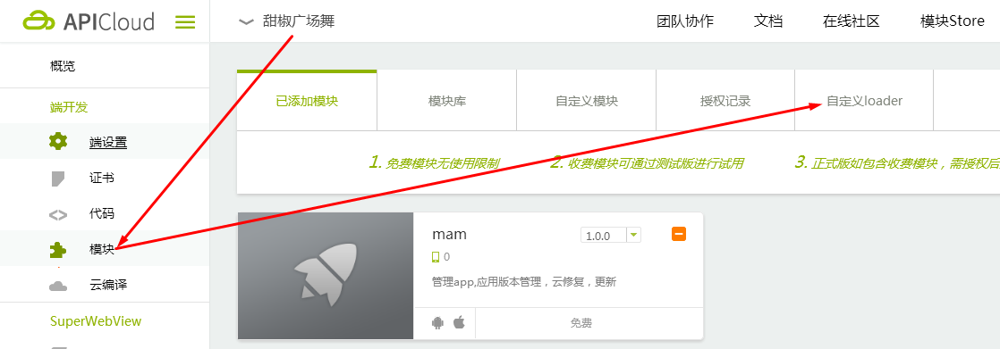 APICloud
甜椒广场舞
团队协作
文档
在线社区
模块Store
概览
端开发
端设置
证书
代码
模块
云编译
SuperWebView
已添加模块
模块库
自定义模块
授权记录
自定义loader
1. 免费模块无使用限制
2. 收费模块可通过测试版进行试用
3. 正式版如包含收费模块，需授权后
mam
1.0.0
0
管理app,应用版本管理，云修复，更新
免费